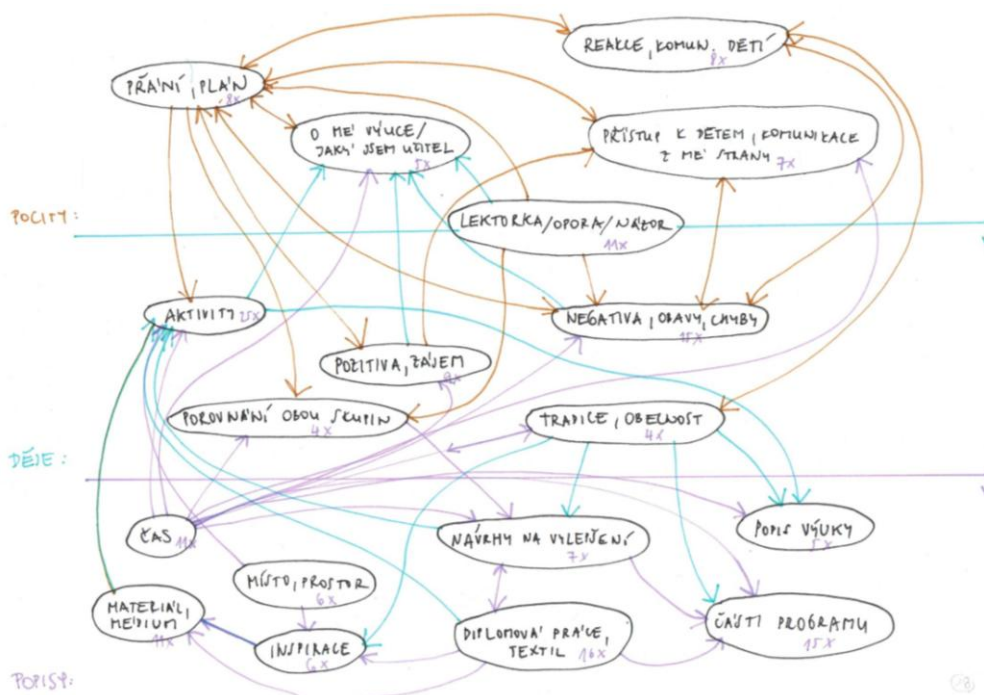 REAKCE, KOMUN. DĚTÍ
8x
PŘÁNÍ, PLÁN
8x
O MÉ VÝUCE/
JAKÝ JSEM UČITEL
5x
PŘÍSTUP K DĚTEM, KOMUNIKACE
Z MÉ STRANY
7x
POCITY:
LEKTORKA/OPORA/NÁZOR
11x
AKTIVITY 25x
NEGATIVA, OBAVY, CHYBY
15x
POZITIVA, ZÁJEM
POROVNÁNÍ OBOU SKUPIN
4x
TRADICE, OBECNOST
4x
DĚJE:
ČAS 11x
NÁVRHY NA VYLEPŠENÍ
7x
POPIS VÝUKY
5x
MÍSTO, PROSTOR
6x
MATERIÁL,
MÉDIUM
11x
INSPIRACE
6x
DIPLOMOVÁ PRÁCE,
TEXTIL 16x
ČÁSTI PROGRAMU
15x
POPISY: